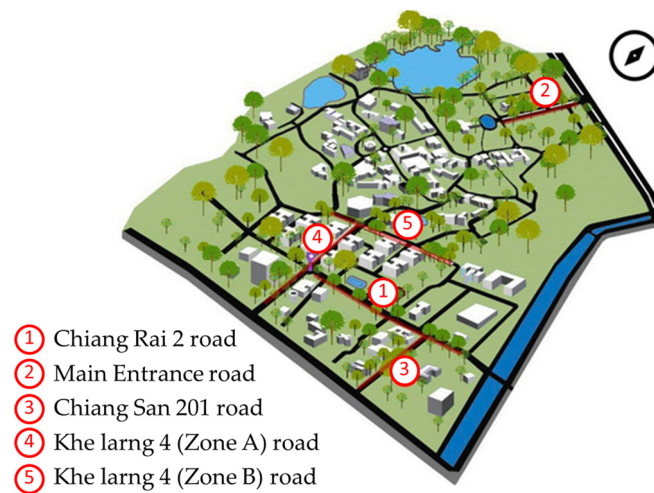 2
5
4
1
3
1 Chiang Rai 2 road
2 Main Entrance road
3 Chiang San 201 road
4 Khe larng 4 (Zone A) road
5 Khe larng 4 (Zone B) road